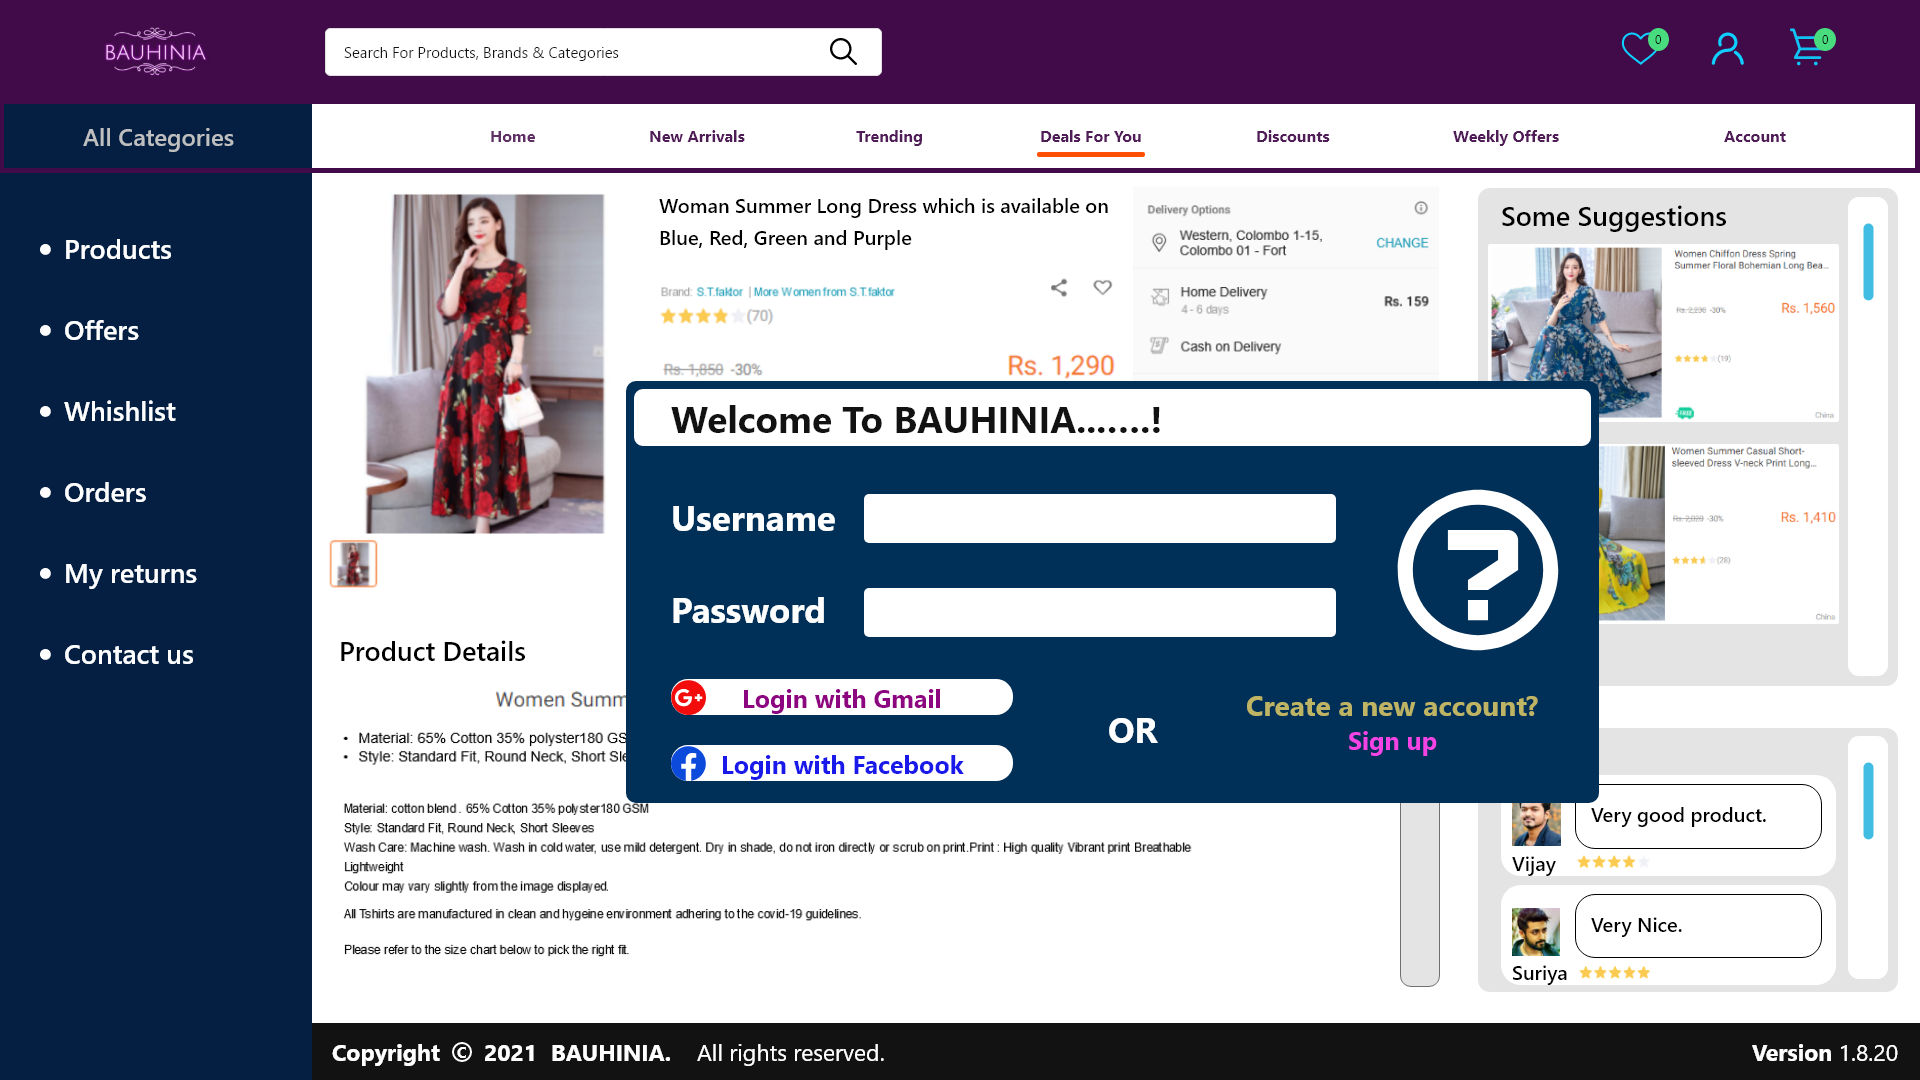 BAUHINIA
Search For Products, Brands & Categories
0
0
All Categories
Home
New Arrivals
Trending
Deals For You
Discounts
Weekly Offers
Account
Products
Offers
Whishlist
Orders
My returns
Contact us
Woman Summer Long Dress which is available on
Blue, Red, Green and Purple
Brand: S.T.faktor | More Women from S.T.faktor
(70)
Rs. 1,850 -30%
Rs. 1,290
Delivery Options
Western, Colombo 1-15,
Colombo 01 - Fort
CHANGE
Home Delivery
4 - 6 days
Rs. 159
Cash on Delivery
Some Suggestions
Women Chiffon Dress Spring
Summer Floral Bohemian Long Bea...
Rs. 2,236 -30%
Rs. 1,560
(19)
FREE
China
Women Summer Casual Short-
sleeved Dress V-neck Print Long...
Rs. 2,020 -30%
Rs. 1,410
(28)
China
Welcome To BAUHINIA.......!
Username
Password
?
G+ Login with Gmail
f Login with Facebook
OR
Create a new account?
Sign up
Product Details
Women Summ
• Material: 65% Cotton 35% polyster180 GS
• Style: Standard Fit, Round Neck, Short Sle
Material: cotton blend . 65% Cotton 35% polyster180 GSM
Style: Standard Fit, Round Neck, Short Sleeves
Wash Care: Machine wash. Wash in cold water, use mild detergent. Dry in shade, do not iron directly or scrub on print.Print : High quality Vibrant print Breathable
Lightweight
Colour may vary slightly from the image displayed.
All Tshirts are manufactured in clean and hygeine environment adhering to the covid-19 guidelines.
Please refer to the size chart below to pick the right fit.
Very good product.
Vijay
Very Nice.
Suriya
Copyright © 2021 BAUHINIA. All rights reserved.
Version 1.8.20